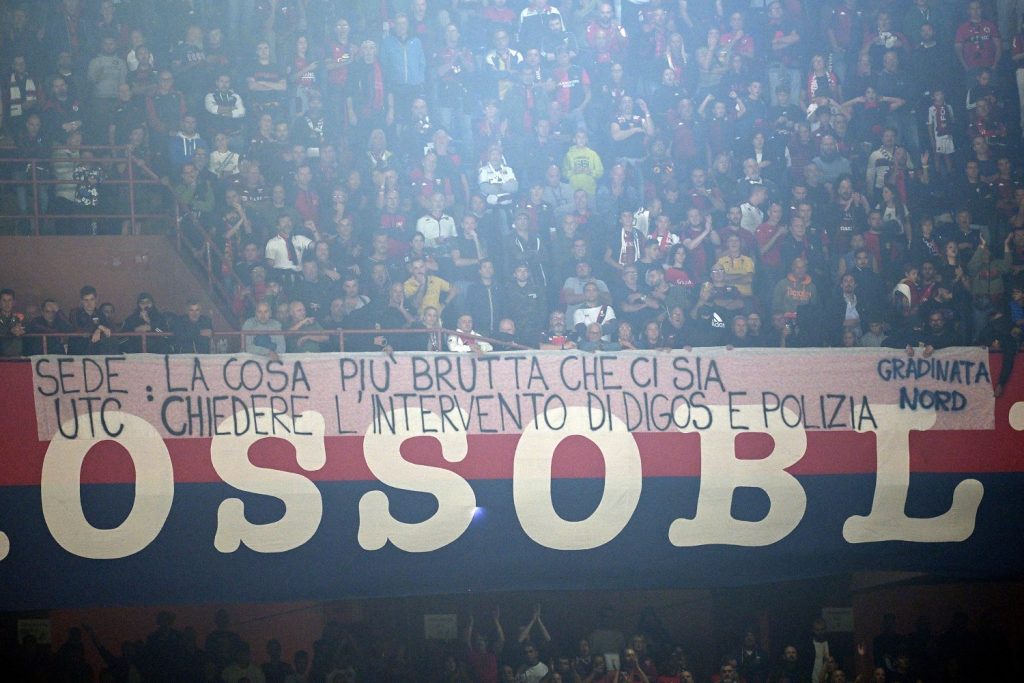 SEDE : LA COSA PIU' BRUTTA CHE CI SIA
UTC : CHIEDERE L'INTERVENTO DI DIGOS E POLIZIA
GRADINATA
NORD
OSSOBL